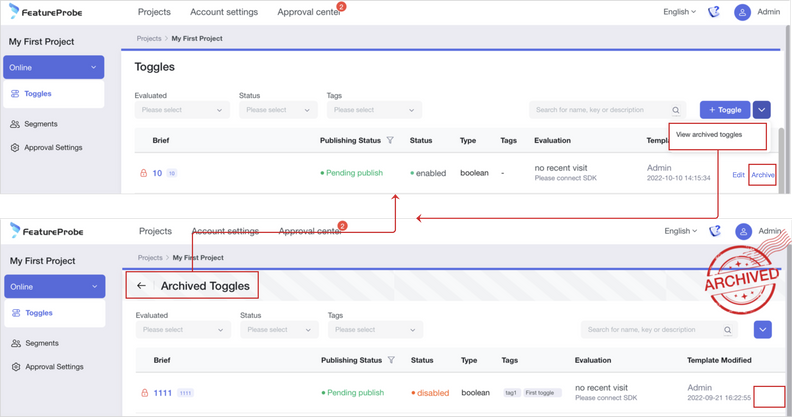 FeatureProbe
Projects
Account settings
Approval center
2
English
Admin
My First Project
Projects > My First Project
Online
Toggles
Toggles
Segments
Approval Settings
Evaluated
Status
Tags
Please select
Please select
Please select
Search for name, key or description
+ Toggle
View archived toggles
Brief
Publishing Status
Status
Type
Tags
Evaluation
Templa
10
10
Pending publish
enabled
boolean
-
no recent visit
Please connect SDK
Admin
2022-10-10 14:15:34
Edit
Archive
FeatureProbe
Projects
Account settings
Approval center
2
English
Admin
My First Project
Projects > My First Project
Online
Archived Toggles
ARCHIVED
Toggles
Segments
Approval Settings
Evaluated
Status
Tags
Please select
Please select
Please select
Search for name, key or description
Brief
Publishing Status
Status
Type
Tags
Evaluation
Template Modified
1111
1111
Pending publish
disabled
boolean
tag1
First toggle
no recent visit
Please connect SDK
Admin
2022-09-21 16:22:55